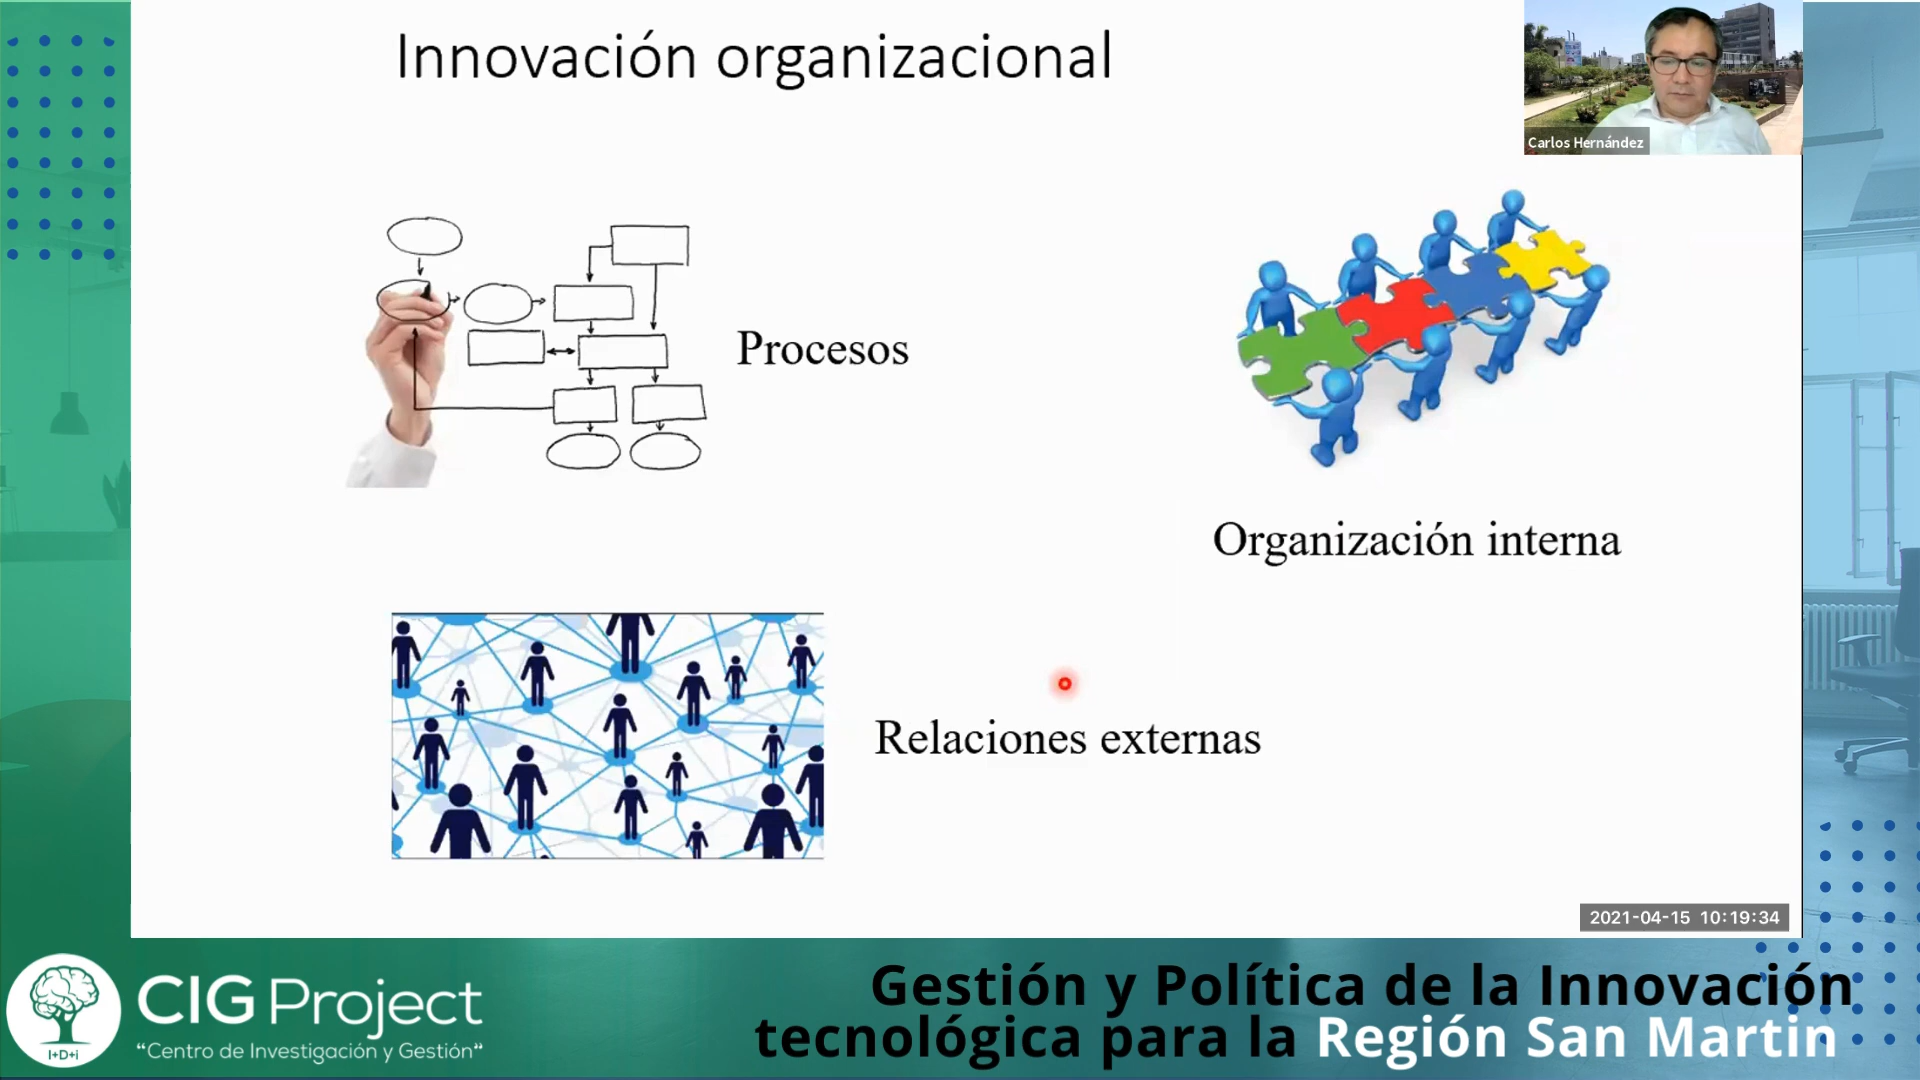 Innovación organizacional
Carlos Hernández
Procesos
Organización interna
Relaciones externas
2021-04-15 10:19:34
I+D+i
CIG Project
“Centro de Investigación y Gestión”
Gestión y Política de la Innovación
tecnológica para la Región San Martin